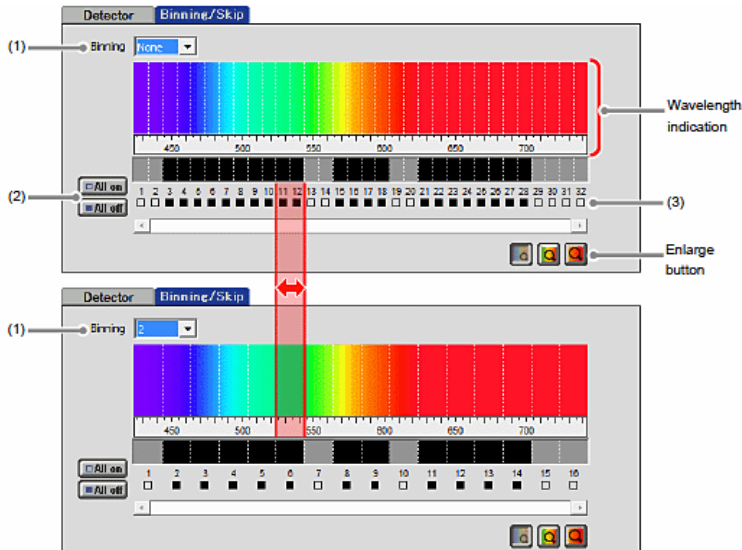 Detector Binning/Skip
(1) Binning None
Wavelength
indication
450 500 550 600 650 700
(2) All on
All off
1 2 3 4 5 6 7 8 9 10 11 12 13 14 15 16 17 18 19 20 21 22 23 24 25 26 27 28 29 30 31 32
(3)
Enlarge
button
Detector Binning/Skip
(1) Binning 2
450 500 550 600 650 700
All on
All off
1 2 3 4 5 6 7 8 9 10 11 12 13 14 15 16